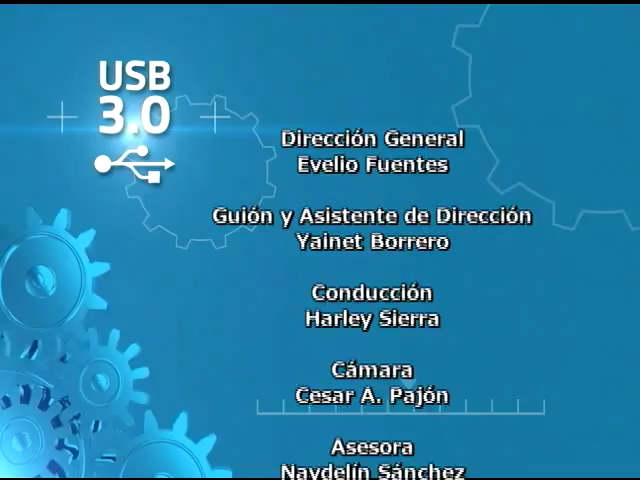 USB
3.0
Dirección General
Evelio Fuentes
Guión y Asistente de Dirección
Yainet Borrero
Conducción
Harley Sierra
Cámara
Cesar A. Pajón
Asesora
Naydelín Sánchez